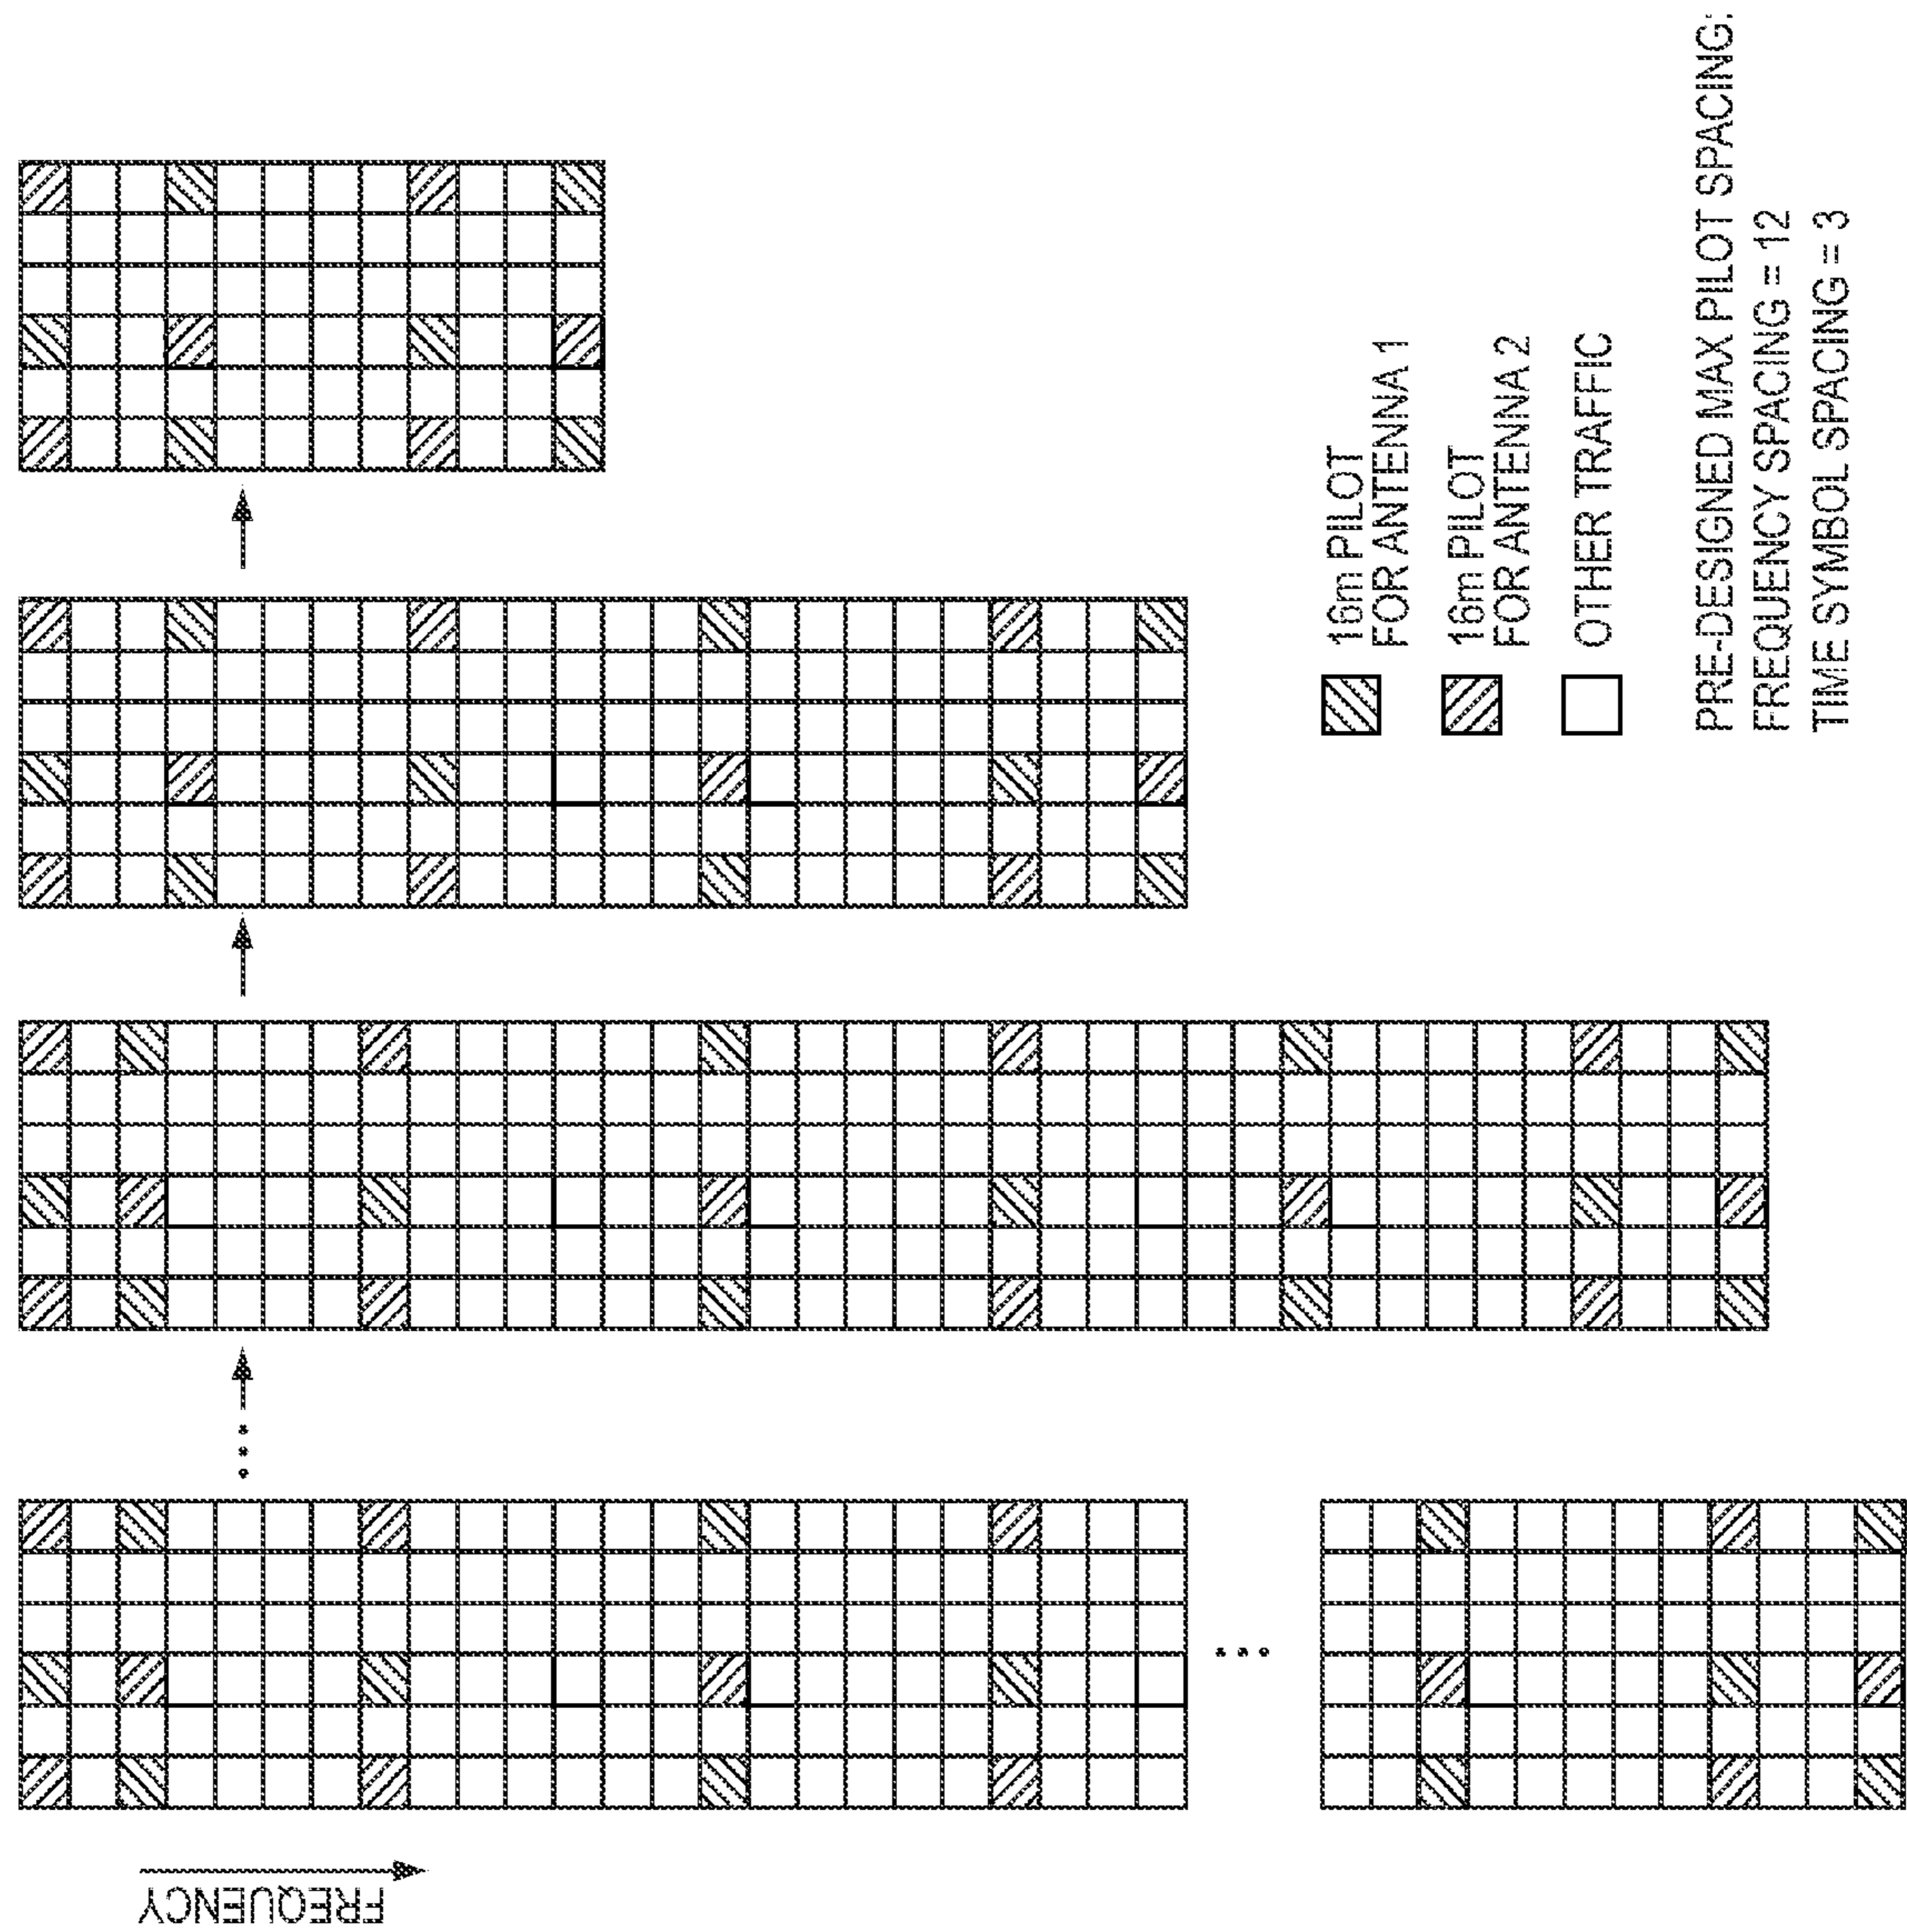 FREQUENCY
16m PILOT
FOR ANTENNA 1
16m PILOT
FOR ANTENNA 2
OTHER TRAFFIC
PRE-DESIGNED MAX PILOT SPACING:
FREQUENCY SPACING = 12
TIME SYMBOL SPACING = 3